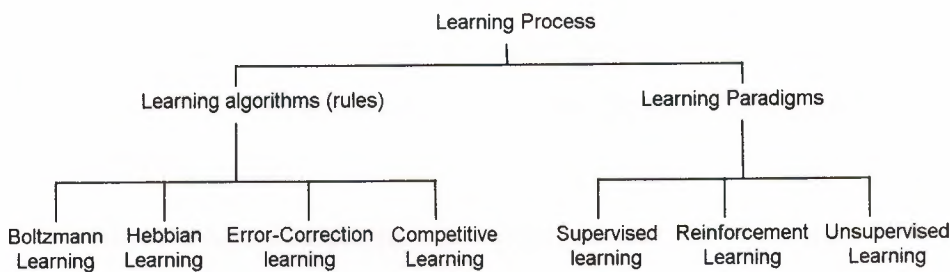 Learning Process
Learning algorithms (rules)
Learning Paradigms
Boltzmann
Learning
Hebbian
Learning
Error-Correction
learning
Competitive
Learning
Supervised
learning
Reinforcement
Learning
Unsupervised
Learning